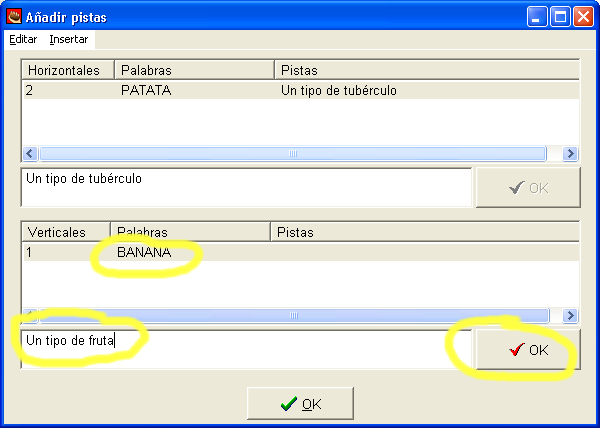 Añadir pistas
Editar Insertar
Horizontales Palabras Pistas
2 PATATA Un tipo de tubérculo
Un tipo de tubérculo OK
Verticales Palabras Pistas
1 BANANA
Un tipo de fruta OK
OK